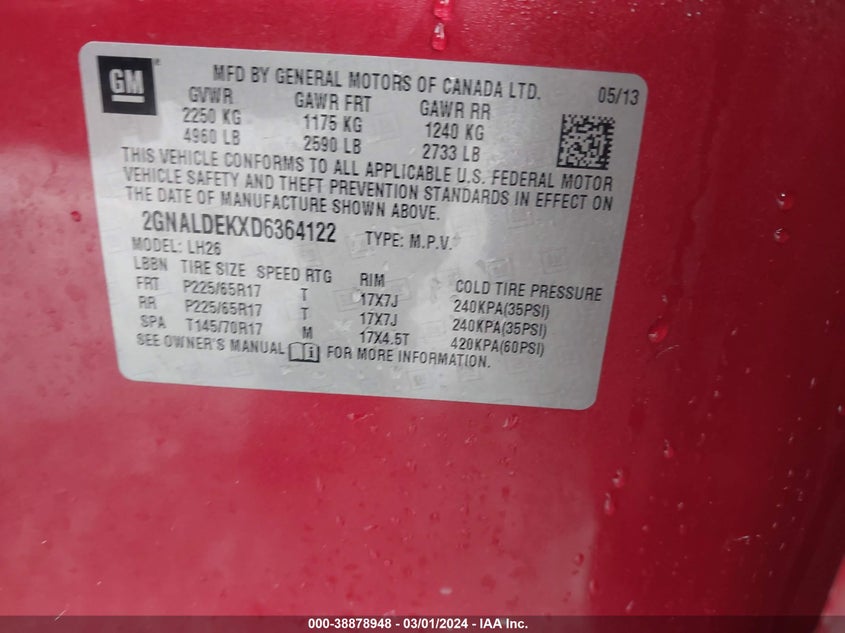 GM
MFD BY GENERAL MOTORS OF CANADA LTD. 05/13
GVWR GAWR FRT GAWR RR
2250 KG 1175 KG 1240 KG
4960 LB 2590 LB 2733 LB
THIS VEHICLE CONFORMS TO ALL APPLICABLE U.S. FEDERAL MOTOR
VEHICLE SAFETY AND THEFT PREVENTION STANDARDS IN EFFECT ON
THE DATE OF MANUFACTURE SHOWN ABOVE.
2GNALDEKXD6364122 TYPE: M.P.V.
MODEL: LH26
LBBN TIRE SIZE SPEED RTG RIM COLD TIRE PRESSURE
FRT P225/65R17 T 17X7J 240KPA(35PSI)
RR P225/65R17 T 17X7J 240KPA(35PSI)
SPA T145/70R17 M 17X4.5T 420KPA(60PSI)
SEE OWNER'S MANUAL FOR MORE INFORMATION.
000-38878948 - 03/01/2024 - IAA Inc.